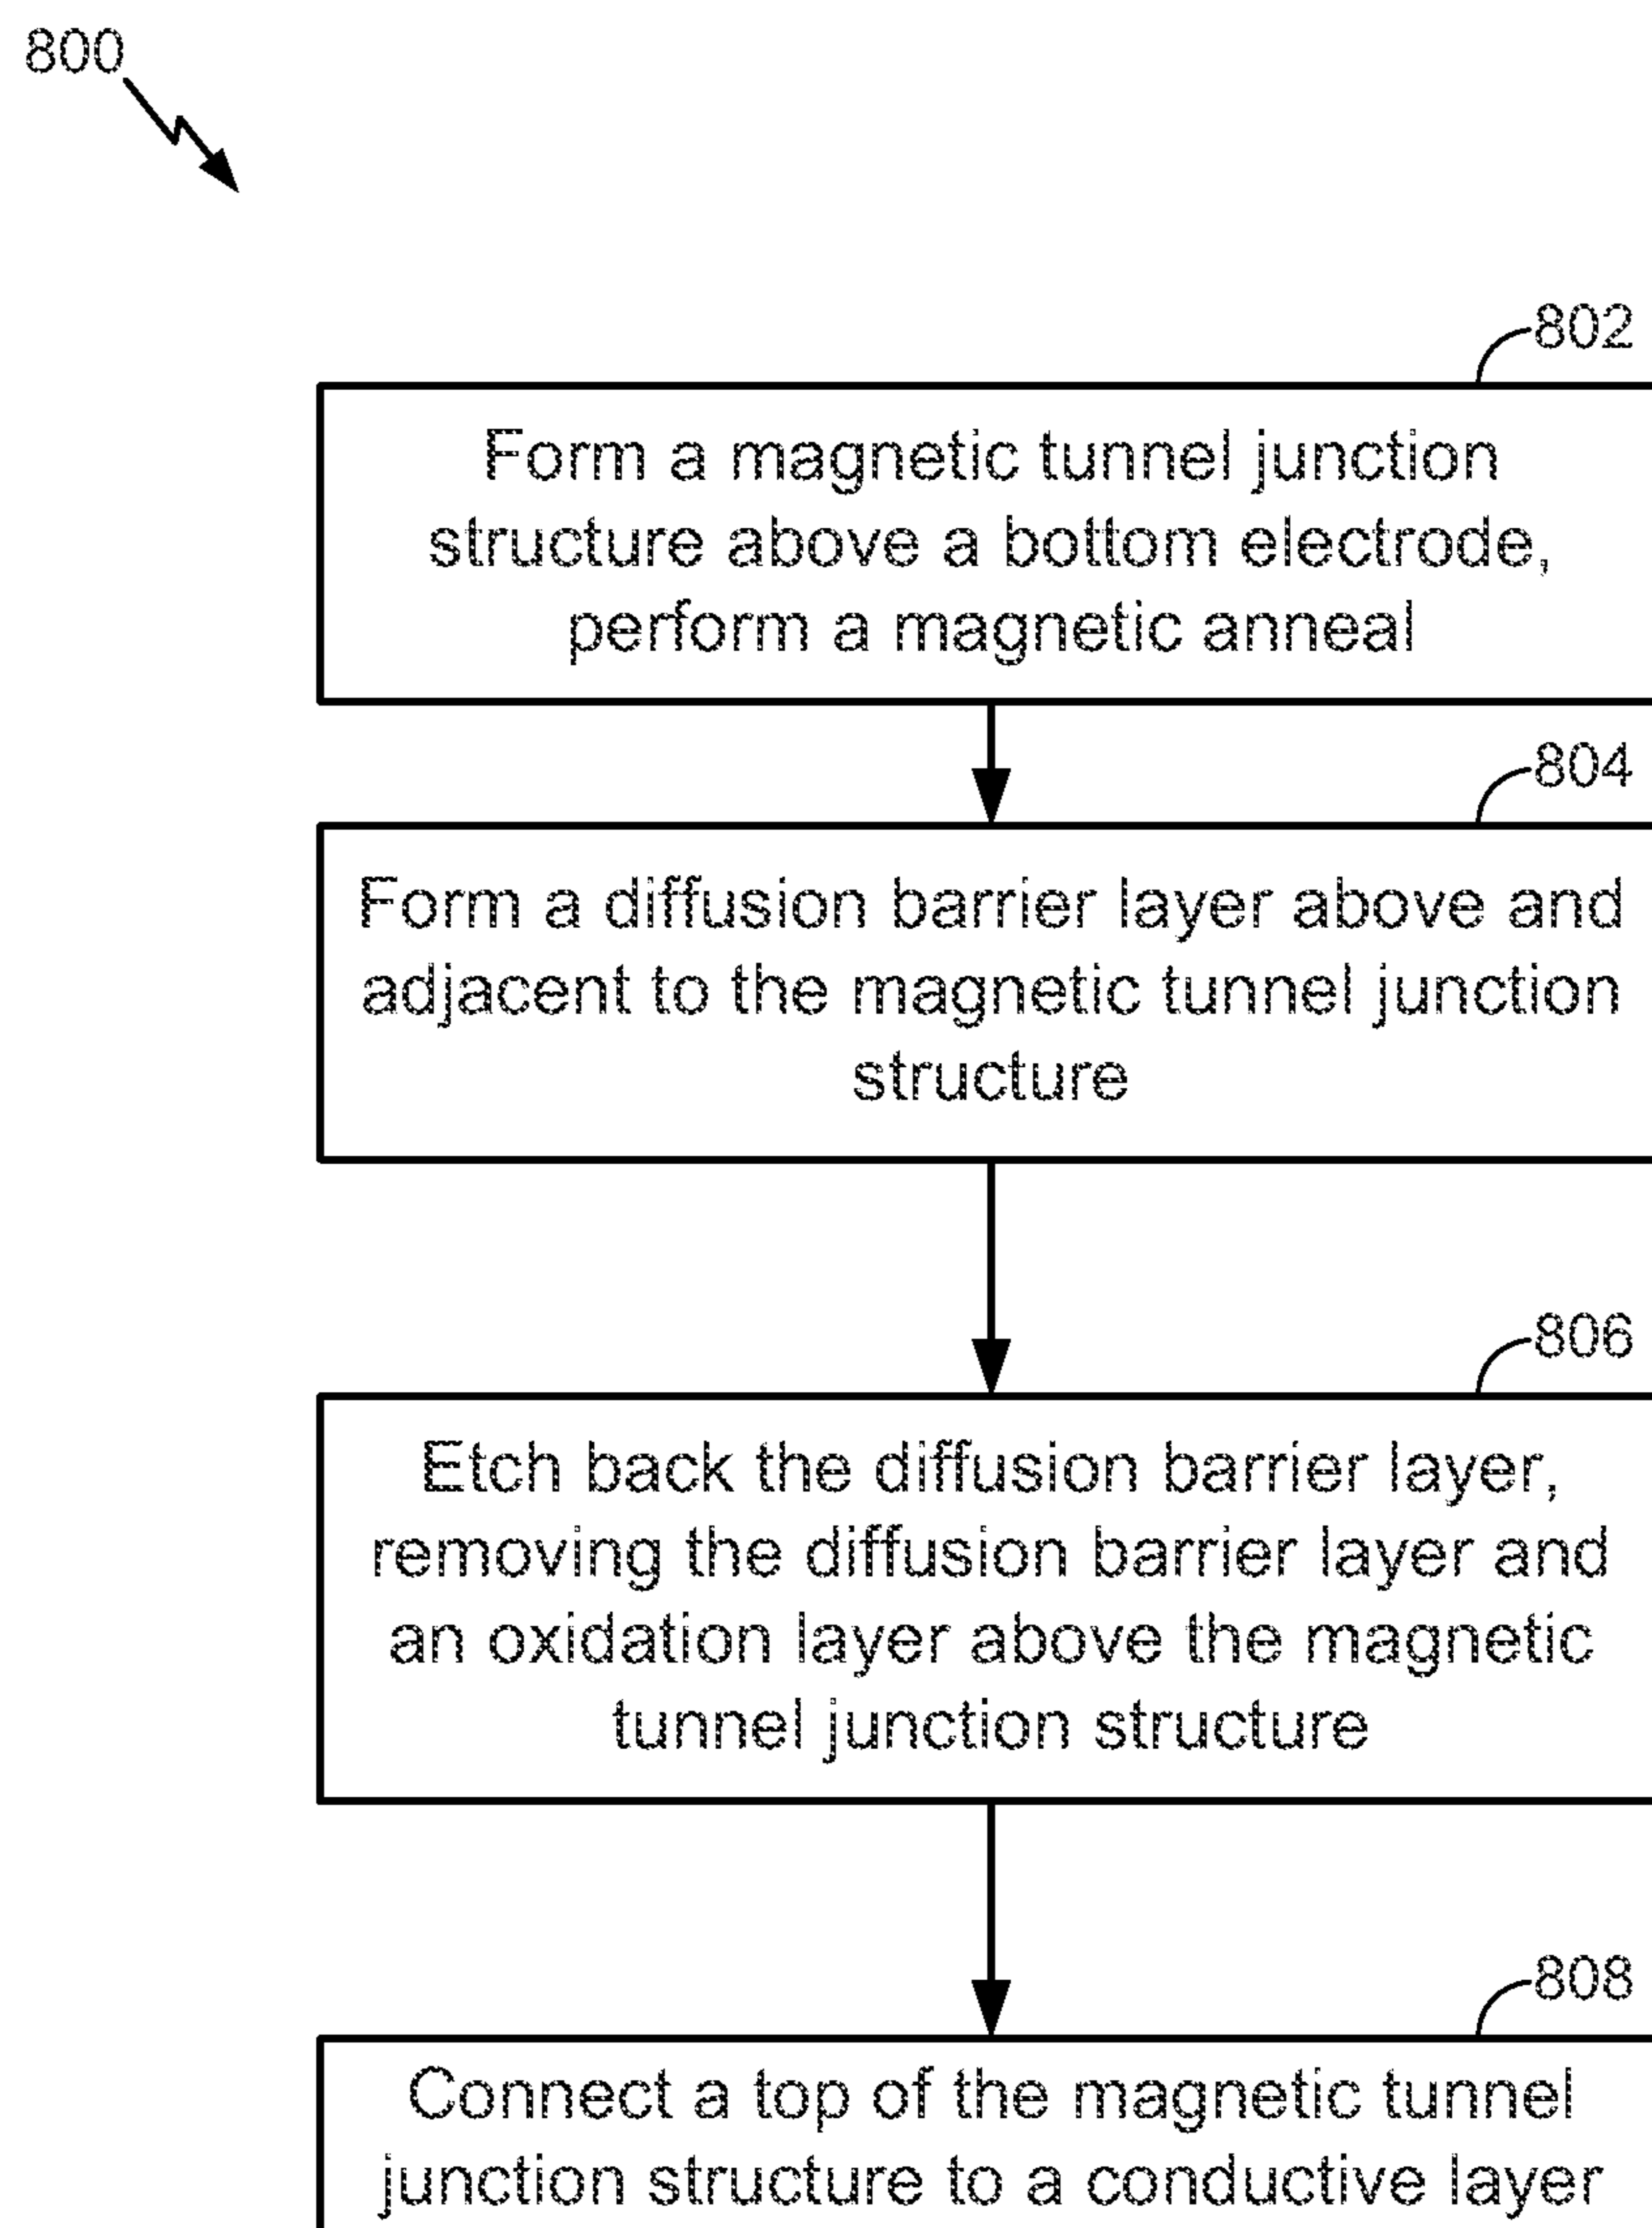 800
802
Form a magnetic tunnel junction
structure above a bottom electrode,
perform a magnetic anneal
804
Form a diffusion barrier layer above and
adjacent to the magnetic tunnel junction
structure
806
Etch back the diffusion barrier layer,
removing the diffusion barrier layer and
an oxidation layer above the magnetic
tunnel junction structure
808
Connect a top of the magnetic tunnel
junction structure to a conductive layer